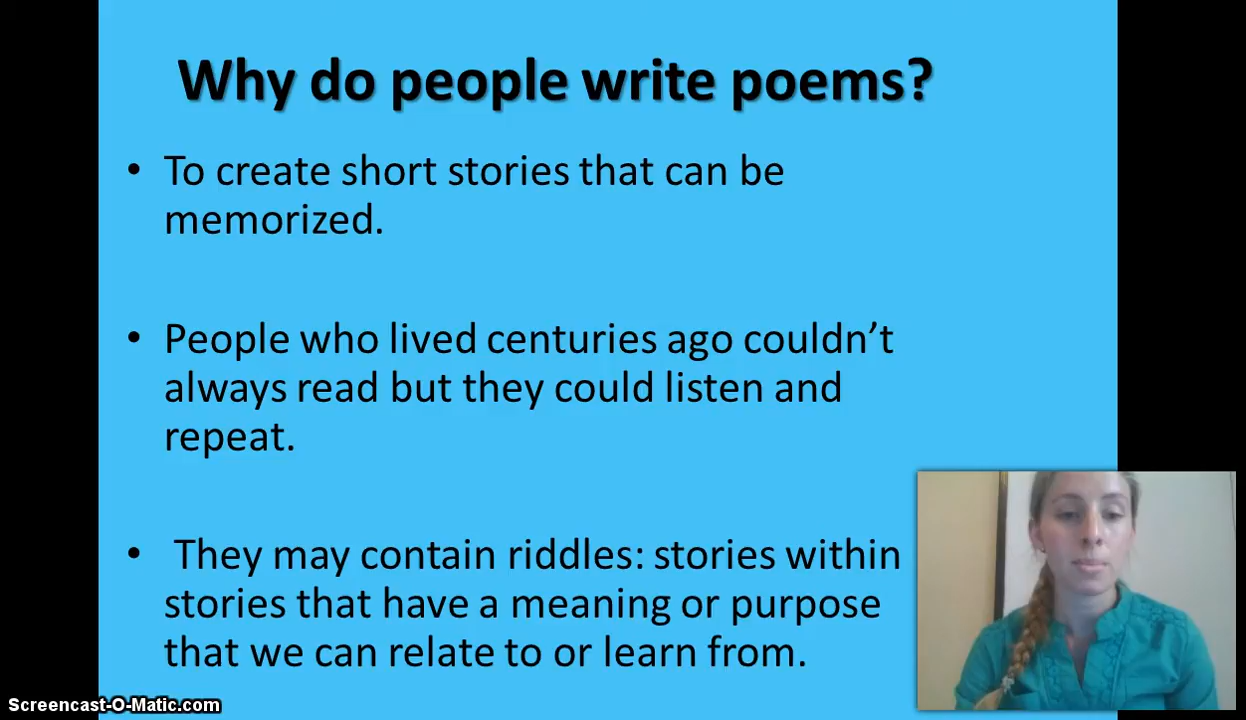 Why do people write poems?
• To create short stories that can be
memorized.
• People who lived centuries ago couldn’t
always read but they could listen and
repeat.
• They may contain riddles: stories within
stories that have a meaning or purpose
that we can relate to or learn from.
Screencast-O-Matic.com